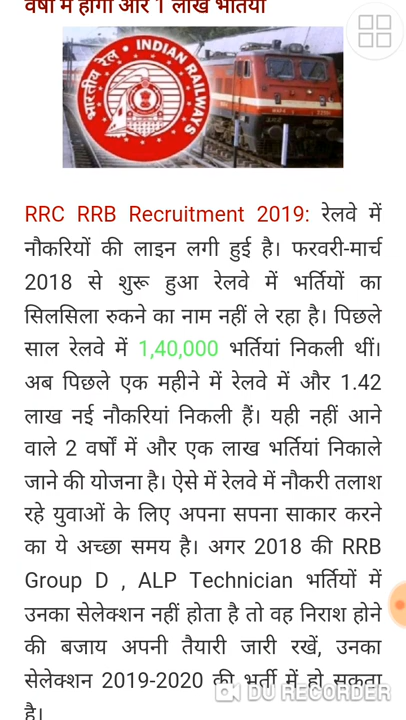 वर्षों में होंगी और 1 लाख भर्तियां
भारतीय रेल
INDIAN RAILWAYS
RRC RRB Recruitment 2019: रेलवे में
नौकरियों की लाइन लगी हुई है। फरवरी-मार्च
2018 से शुरू हुआ रेलवे में भर्तियों का
सिलसिला रुकने का नाम नहीं ले रहा है। पिछले
साल रेलवे में 1,40,000 भर्तियां निकली थीं।
अब पिछले एक महीने में रेलवे में और 1.42
लाख नई नौकरियां निकली हैं। यही नहीं आने
वाले 2 वर्षों में और एक लाख भर्तियां निकाले
जाने की योजना है। ऐसे में रेलवे में नौकरी तलाश
रहे युवाओं के लिए अपना सपना साकार करने
का ये अच्छा समय है। अगर 2018 की RRB
Group D , ALP Technician भर्तियों में
उनका सेलेक्शन नहीं होता है तो वह निराश होने
की बजाय अपनी तैयारी जारी रखें, उनका
सेलेक्शन 2019-2020 की भर्ती में हो सकता
है।
DU RECORDER